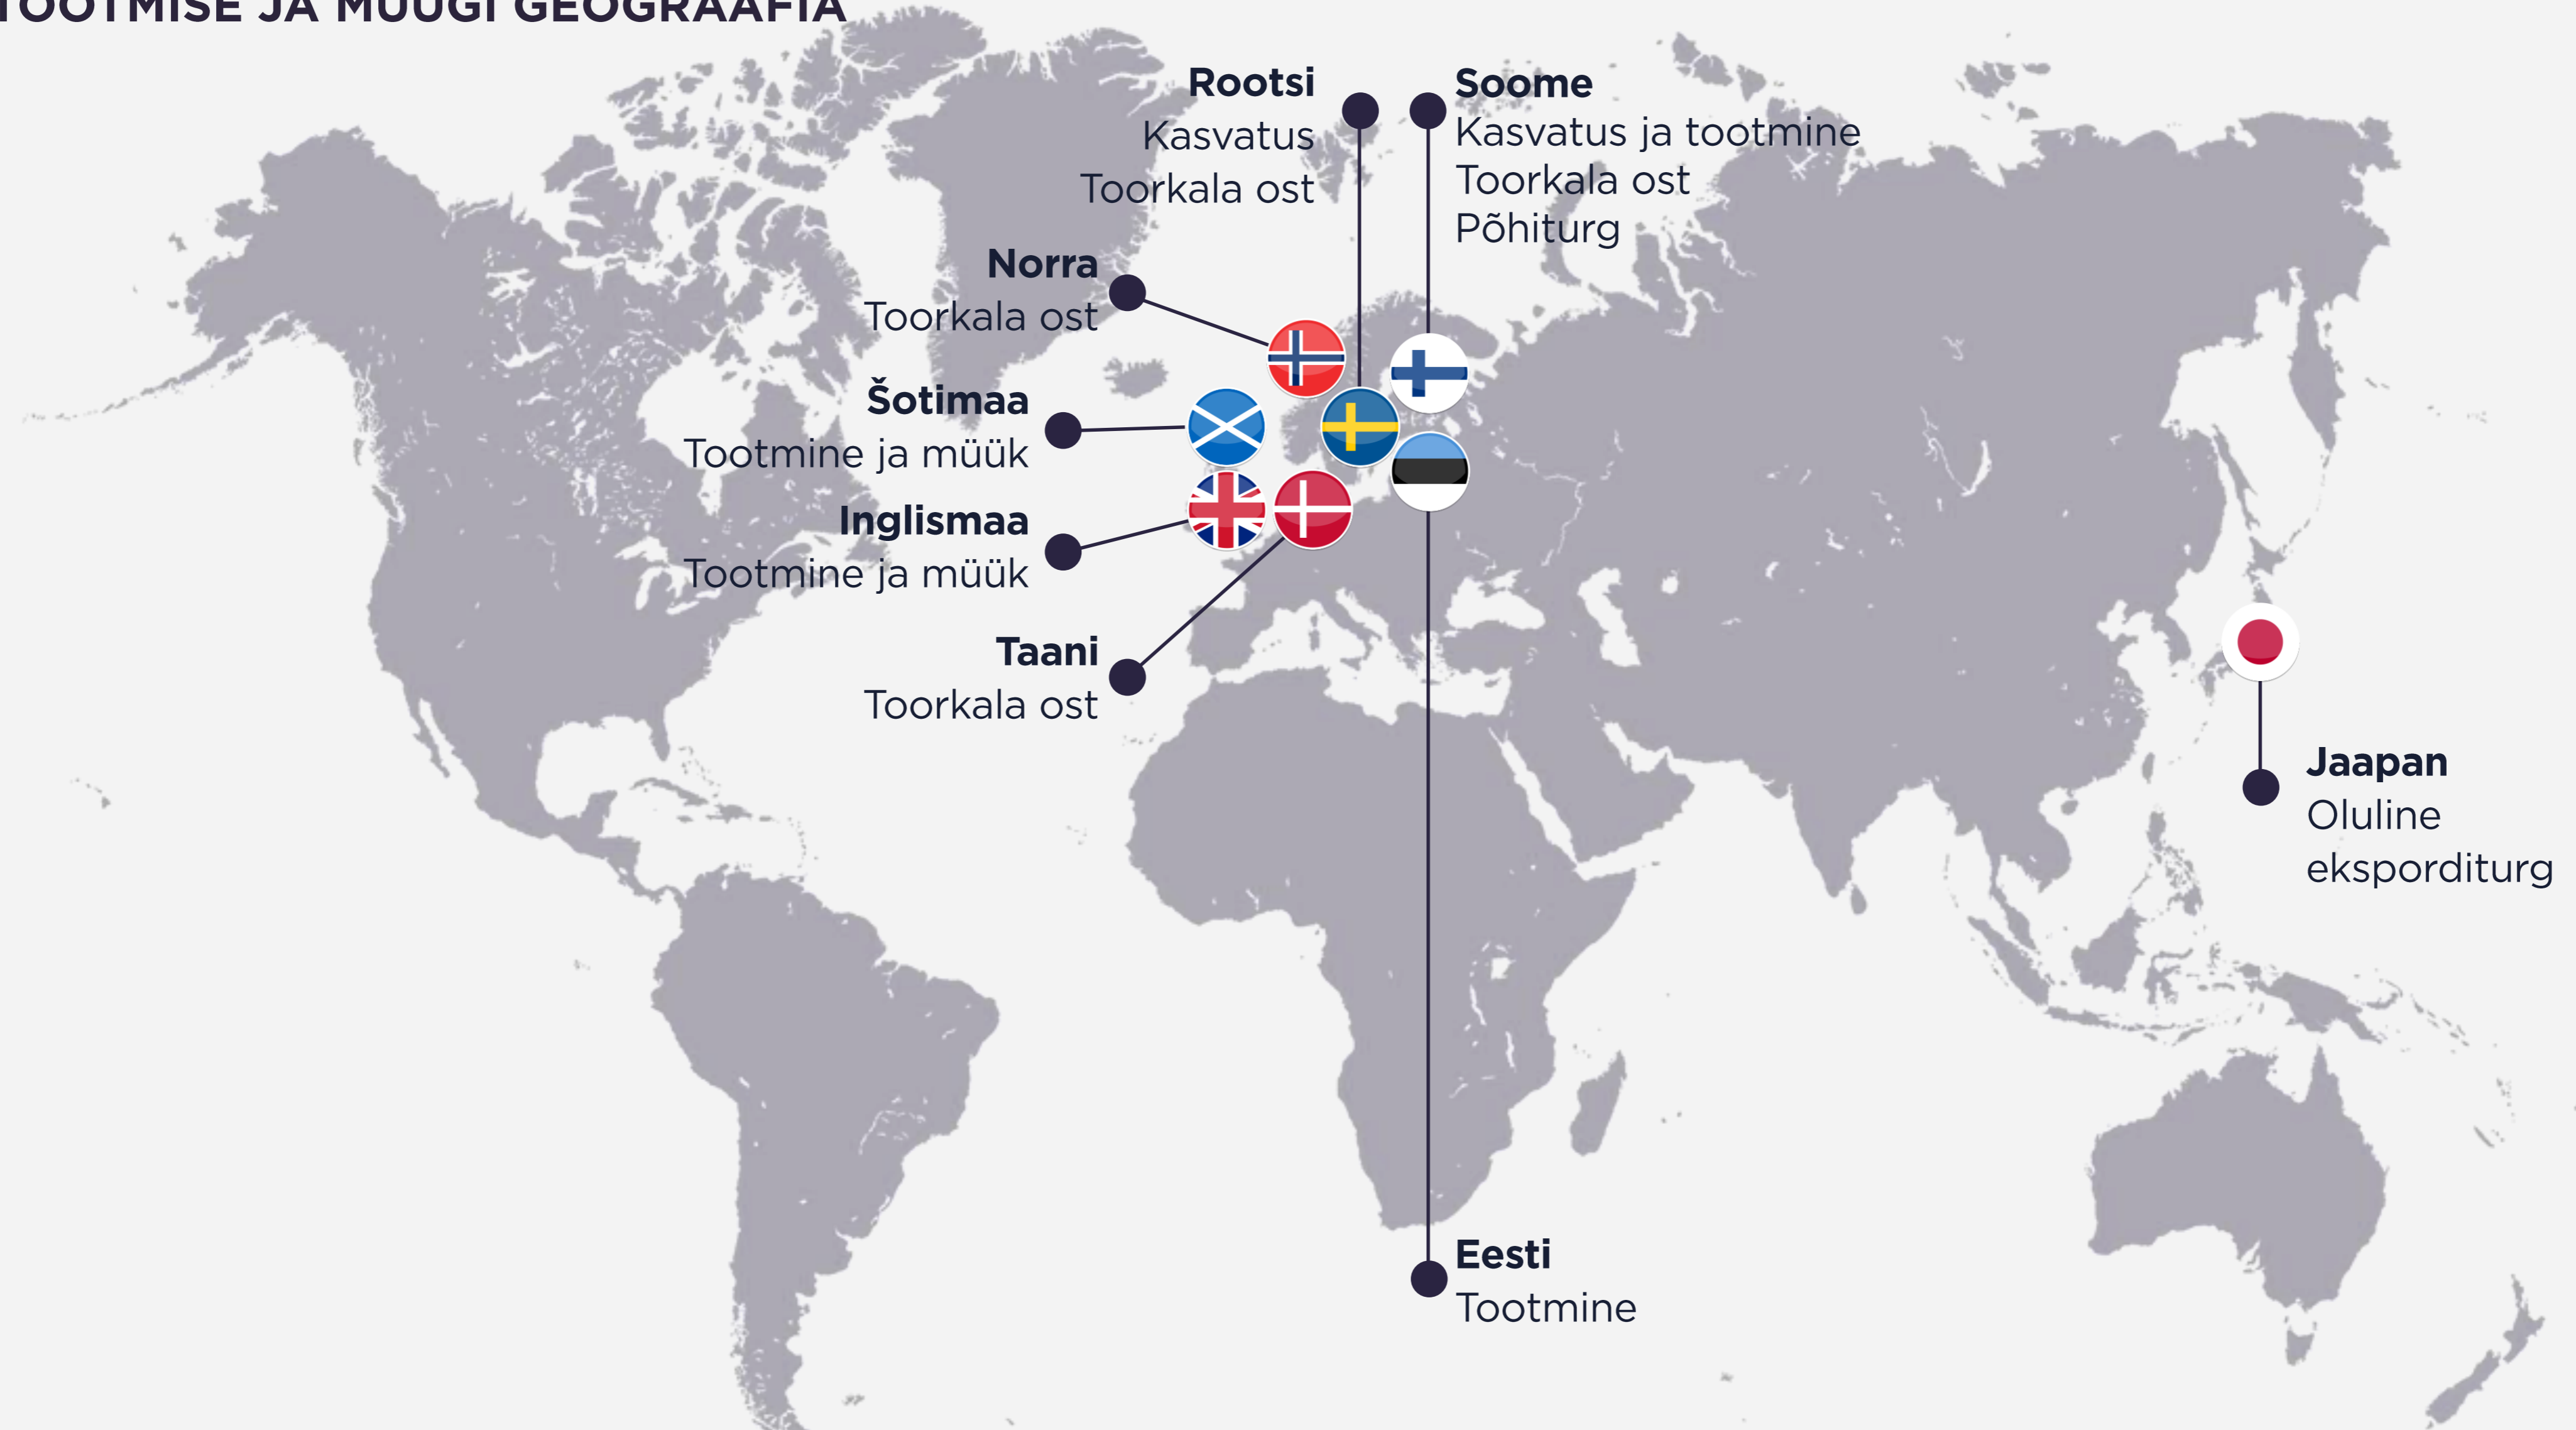 TOOTMISE JA MÜÜGI GEOGRAAFIA
Rootsi
Kasvatus
Toorkala ost
Soome
Kasvatus ja tootmine
Toorkala ost
Põhiturg
Norra
Toorkala ost
Šotimaa
Tootmine ja müük
Inglismaa
Tootmine ja müük
Taani
Toorkala ost
Jaapan
Oluline
eksporditurg
Eesti
Tootmine